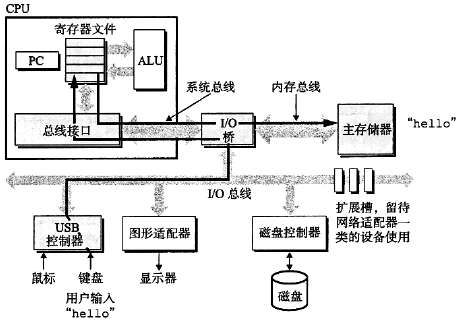 CPU
寄存器文件
PC
ALU
系统总线
内存总线
总线接口
I/O
桥
主存储器
“hello”
I/O 总线
扩展槽，留待
网络适配器一
类的设备使用
USB
控制器
图形适配器
磁盘控制器
鼠标
键盘
显示器
用户输入
“hello”
磁盘